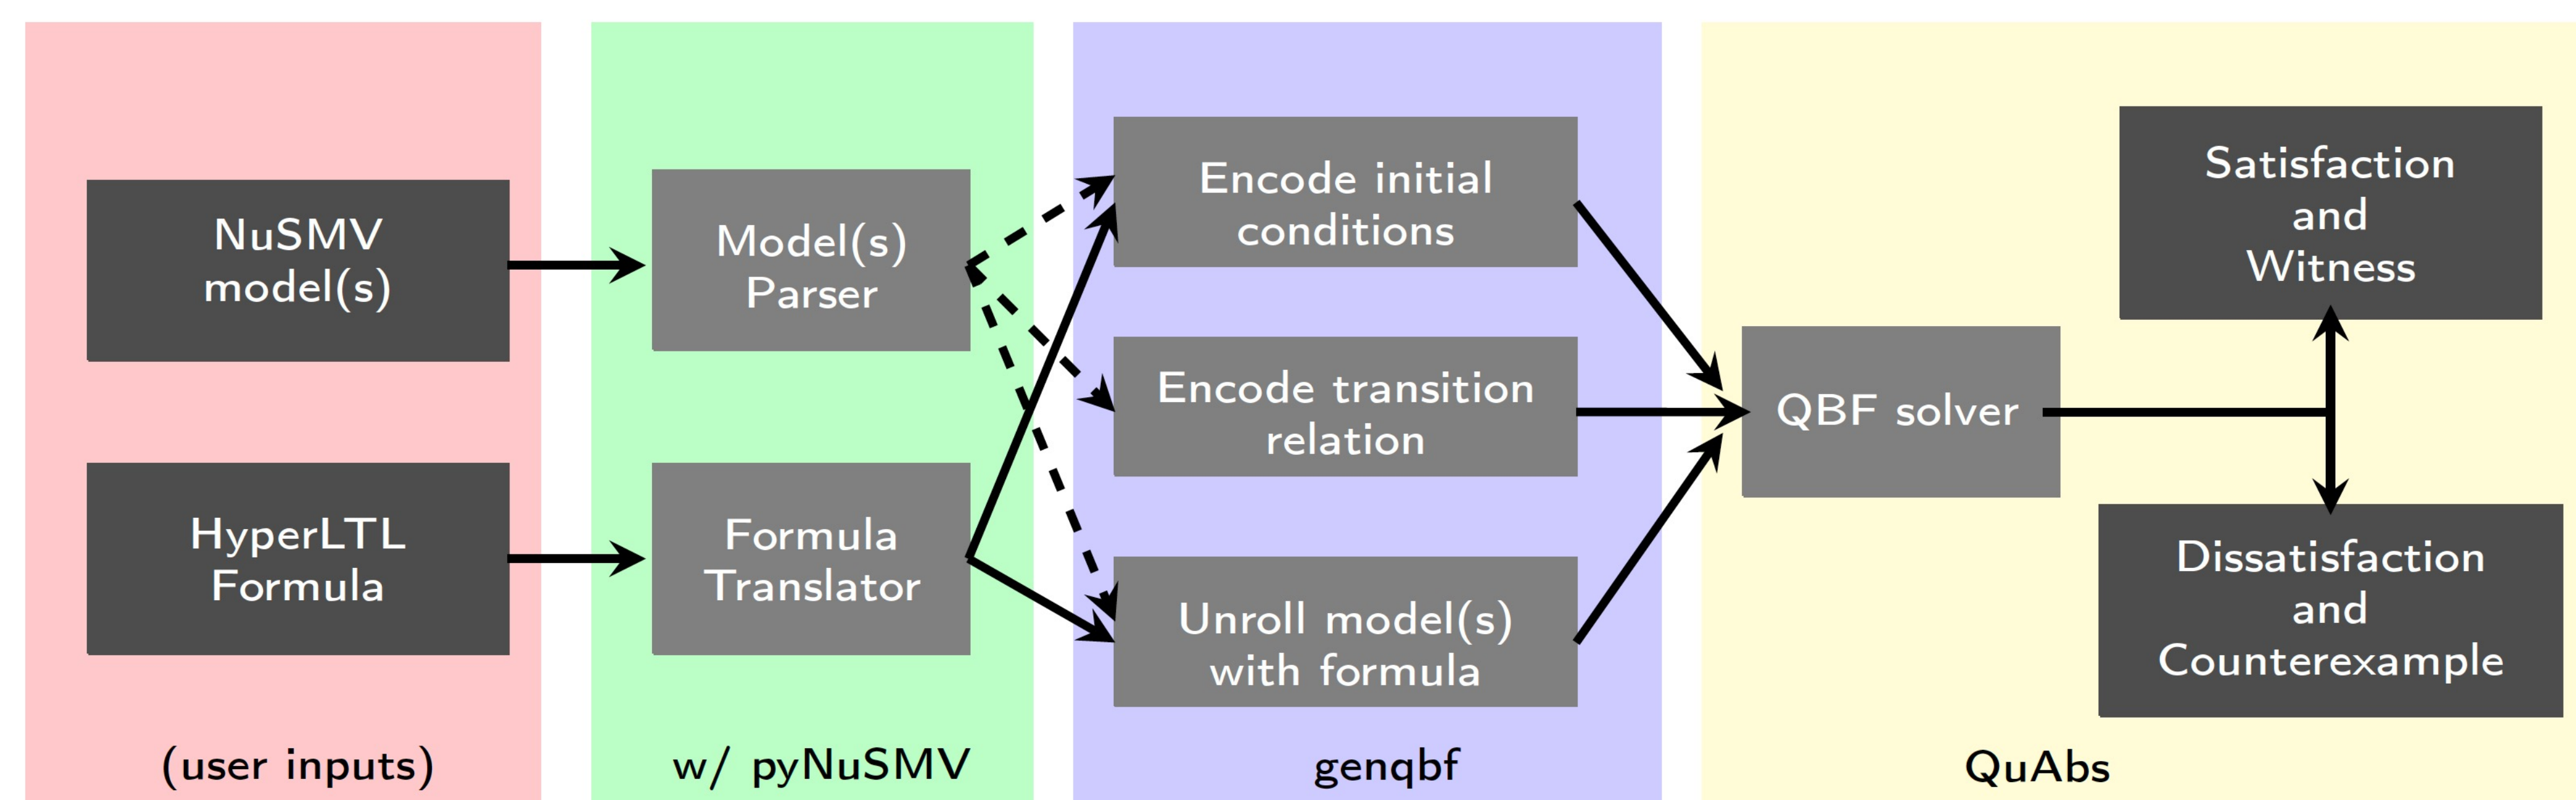 NuSMV
model(s)
HyperLTL
Formula
(user inputs)
Model(s)
Parser
Formula
Translator
w/ pyNuSMV
Encode initial
conditions
Encode transition
relation
Unroll model(s)
with formula
genqbf
QBF solver
Satisfaction
and
Witness
Dissatisfaction
and
Counterexample
QuAbs